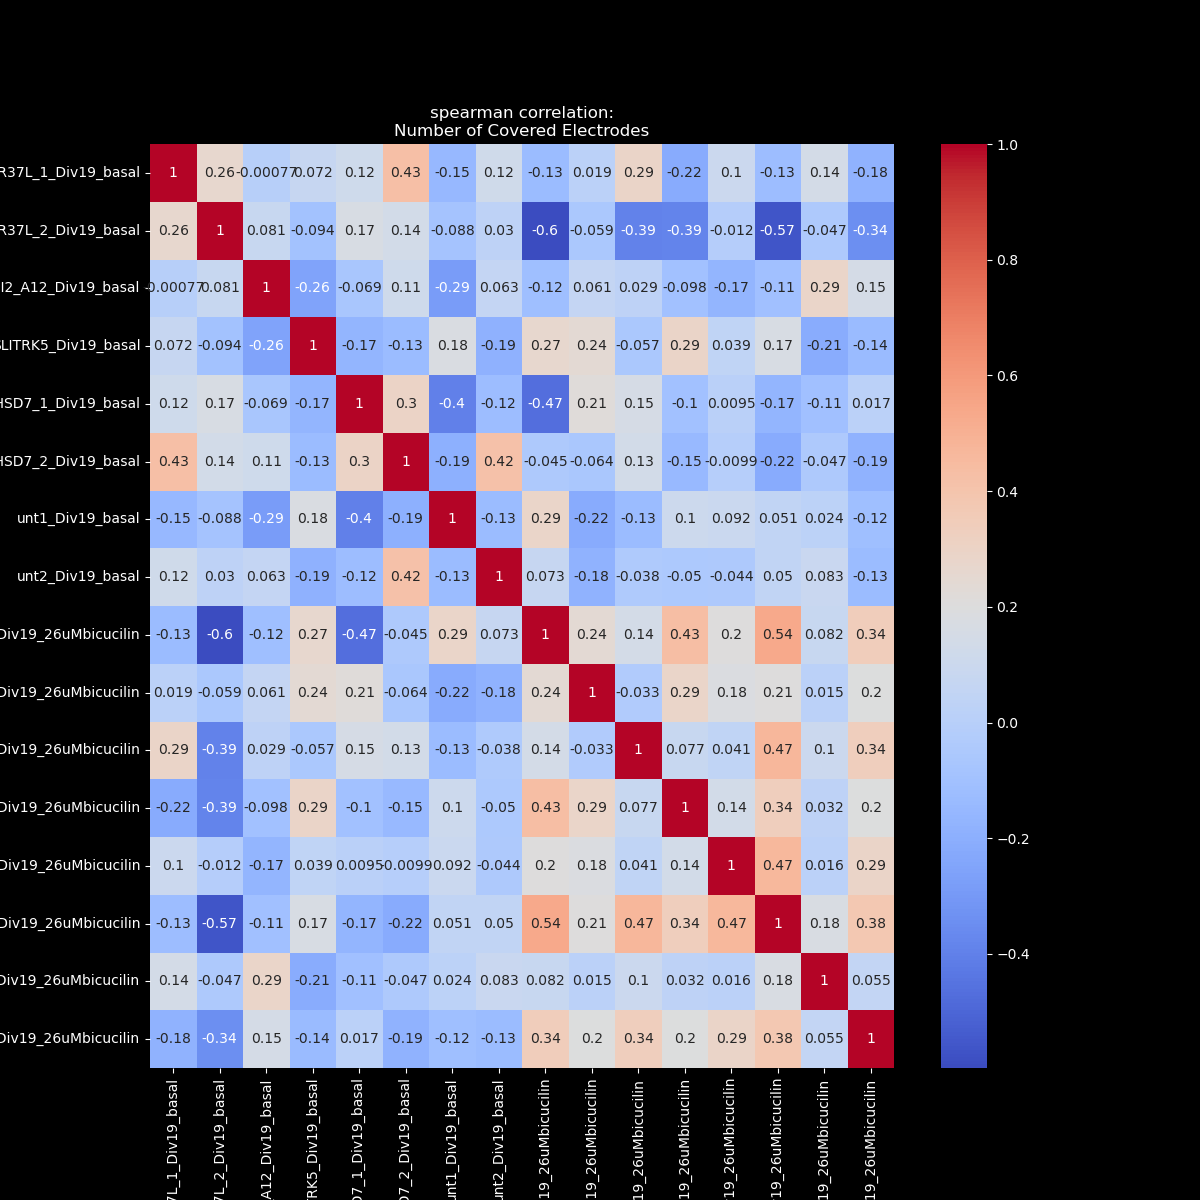 spearman correlation:
Number of Covered Electrodes
R37L_1_Div19_basal 1 0.26 -0.00077 0.072 0.12 0.43 -0.15 0.12 -0.13 0.019 0.29 -0.22 0.1 -0.13 0.14 -0.18
R37L_2_Div19_basal 0.26 1 0.081 -0.094 0.17 0.14 -0.088 0.03 -0.6 -0.059 -0.39 -0.39 -0.012 -0.57 -0.047 -0.34
I2_A12_Div19_basal -0.00077 0.081 1 -0.26 -0.069 0.11 -0.29 0.063 -0.12 0.061 0.029 -0.098 -0.17 -0.11 0.29 0.15
SLITRK5_Div19_basal 0.072 -0.094 -0.26 1 -0.17 -0.13 0.18 -0.19 0.27 0.24 -0.057 0.29 0.039 0.17 -0.21 -0.14
HSD7_1_Div19_basal 0.12 0.17 -0.069 -0.17 1 0.3 -0.4 -0.12 -0.47 0.21 0.15 -0.1 0.0095 -0.17 -0.11 0.017
HSD7_2_Div19_basal 0.43 0.14 0.11 -0.13 0.3 1 -0.19 0.42 -0.045 -0.064 0.13 -0.15 -0.0099 -0.22 -0.047 -0.19
unt1_Div19_basal -0.15 -0.088 -0.29 0.18 -0.4 -0.19 1 -0.13 0.29 -0.22 -0.13 0.1 0.092 0.051 0.024 -0.12
unt2_Div19_basal 0.12 0.03 0.063 -0.19 -0.12 0.42 -0.13 1 0.073 -0.18 -0.038 -0.05 -0.044 0.05 0.083 -0.13
Div19_26uMbicucilin -0.13 -0.6 -0.12 0.27 -0.47 -0.045 0.29 0.073 1 0.24 0.14 0.43 0.2 0.54 0.082 0.34
Div19_26uMbicucilin 0.019 -0.059 0.061 0.24 0.21 -0.064 -0.22 -0.18 0.24 1 -0.033 0.29 0.18 0.21 0.015 0.2
Div19_26uMbicucilin 0.29 -0.39 0.029 -0.057 0.15 0.13 -0.13 -0.038 0.14 -0.033 1 0.077 0.041 0.47 0.1 0.34
Div19_26uMbicucilin -0.22 -0.39 -0.098 0.29 -0.1 -0.15 0.1 -0.05 0.43 0.29 0.077 1 0.14 0.34 0.032 0.2
Div19_26uMbicucilin 0.1 -0.012 -0.17 0.039 0.0095 -0.0099 0.092 -0.044 0.2 0.18 0.041 0.14 1 0.47 0.016 0.29
Div19_26uMbicucilin -0.13 -0.57 -0.11 0.17 -0.17 -0.22 0.051 0.05 0.54 0.21 0.47 0.34 0.47 1 0.18 0.38
Div19_26uMbicucilin 0.14 -0.047 0.29 -0.21 -0.11 -0.047 0.024 0.083 0.082 0.015 0.1 0.032 0.016 0.18 1 0.055
Div19_26uMbicucilin -0.18 -0.34 0.15 -0.14 0.017 -0.19 -0.12 -0.13 0.34 0.2 0.34 0.2 0.29 0.38 0.055 1
7L_1_Div19_basal
7L_2_Div19_basal
A12_Div19_basal
TRK5_Div19_basal
D7_1_Div19_basal
D7_2_Div19_basal
unt1_Div19_basal
unt2_Div19_basal
19_26uMbicucilin
19_26uMbicucilin
19_26uMbicucilin
19_26uMbicucilin
19_26uMbicucilin
19_26uMbicucilin
19_26uMbicucilin
19_26uMbicucilin
1.0
0.8
0.6
0.4
0.2
0.0
−0.2
−0.4